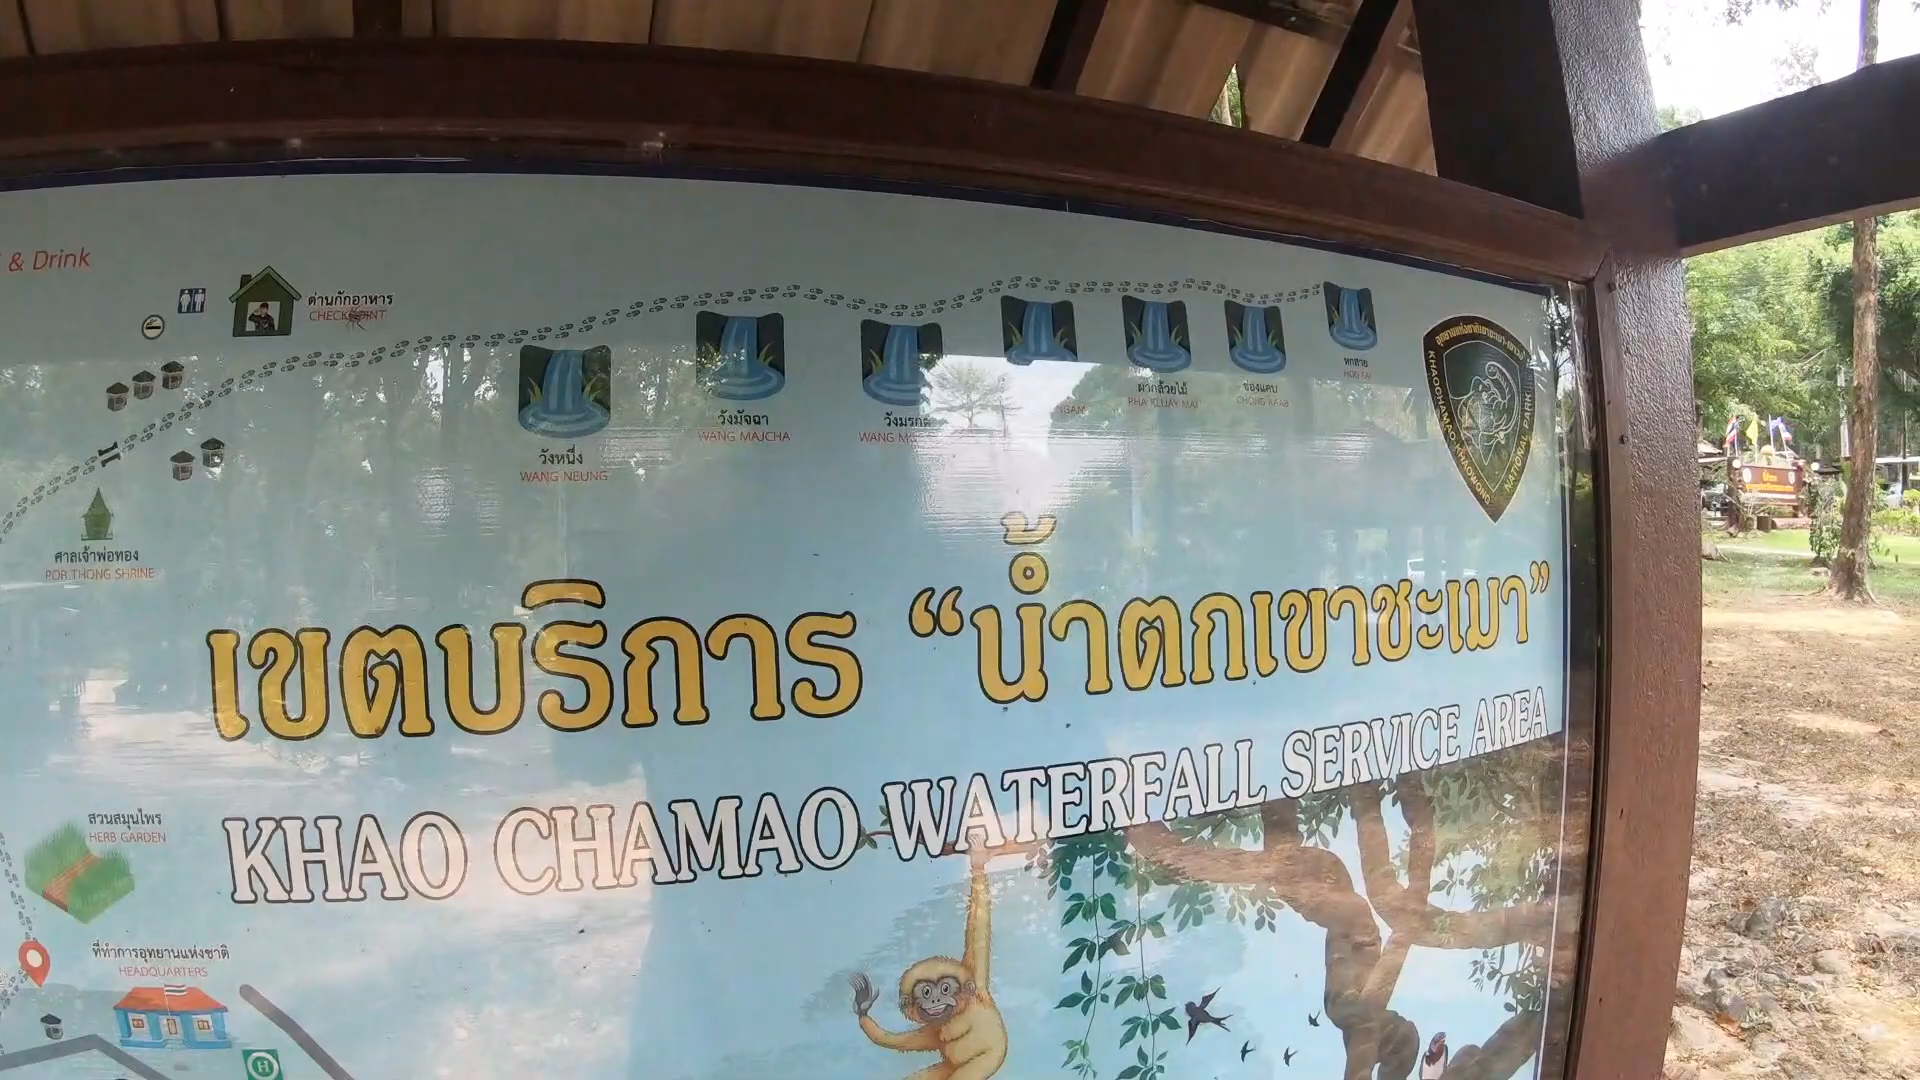 & Drink
ด่านกักอาหาร
CHECKPOINT
วังหนึ่ง
WANG NEUNG
วังมัจฉา
WANG MAJCHA
วังมรกต
WANG
ผากล้วยไม้
PHA KLUAY MAI
ช่องแคบ
CHONG KAAB
หกสาย
HOK SAI
KHAOCHAMAO-KHAOWONG
NATIONAL PARK
ศาลเจ้าพ่อทอง
POR THONG SHRINE
เขตบริการ “น้ำตกเขาชะเมา”
KHAO CHAMAO WATERFALL SERVICE AREA
สวนสมุนไพร
HERB GARDEN
ที่ทำการอุทยานแห่งชาติ
HEADQUARTERS
H